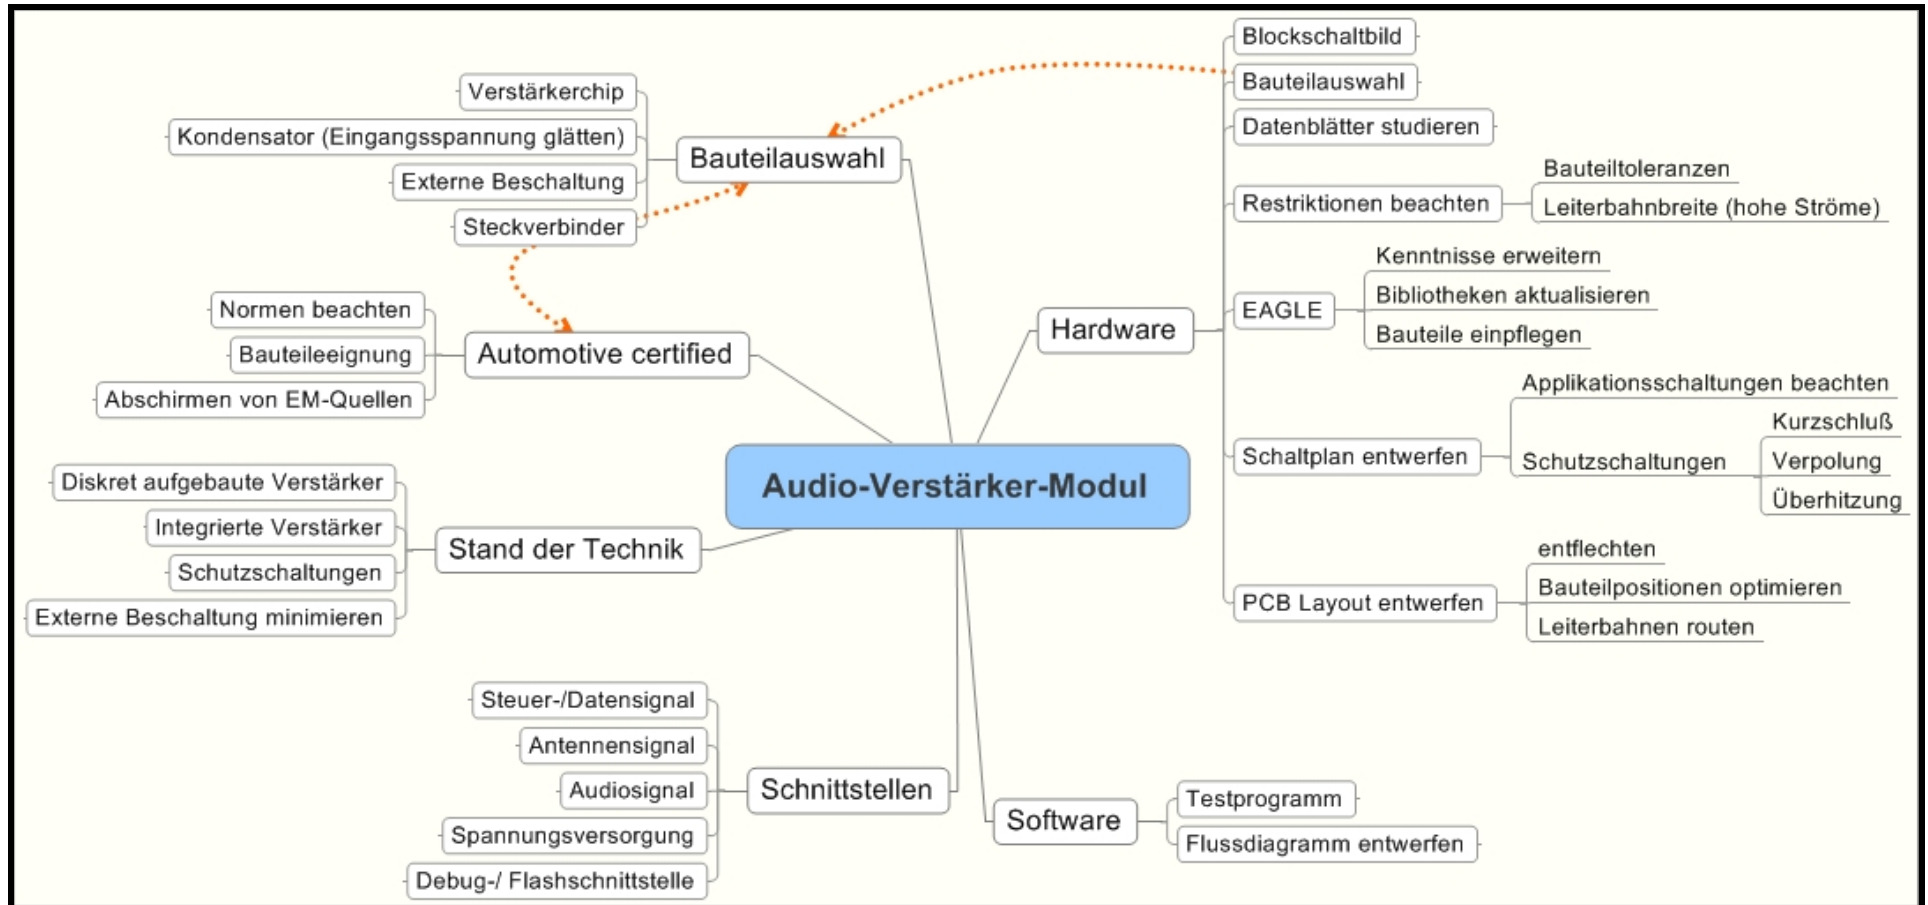 Audio-Verstärker-Modul
Hardware
Blockschaltbild
Bauteilauswahl
Datenblätter studieren
Restriktionen beachten
Bauteiltoleranzen
Leiterbahnbreite (hohe Ströme)
EAGLE
Kenntnisse erweitern
Bibliotheken aktualisieren
Bauteile einpflegen
Schaltplan entwerfen
Applikationsschaltungen beachten
Schutzschaltungen
Kurzschluß
Verpolung
Überhitzung
PCB Layout entwerfen
entflechten
Bauteilpositionen optimieren
Leiterbahnen routen
Software
Testprogramm
Flussdiagramm entwerfen
Bauteilauswahl
Verstärkerchip
Kondensator (Eingangsspannung glätten)
Externe Beschaltung
Steckverbinder
Automotive certified
Normen beachten
Bauteileeignung
Abschirmen von EM-Quellen
Stand der Technik
Diskret aufgebaute Verstärker
Integrierte Verstärker
Schutzschaltungen
Externe Beschaltung minimieren
Schnittstellen
Steuer-/Datensignal
Antennensignal
Audiosignal
Spannungsversorgung
Debug-/ Flashschnittstelle